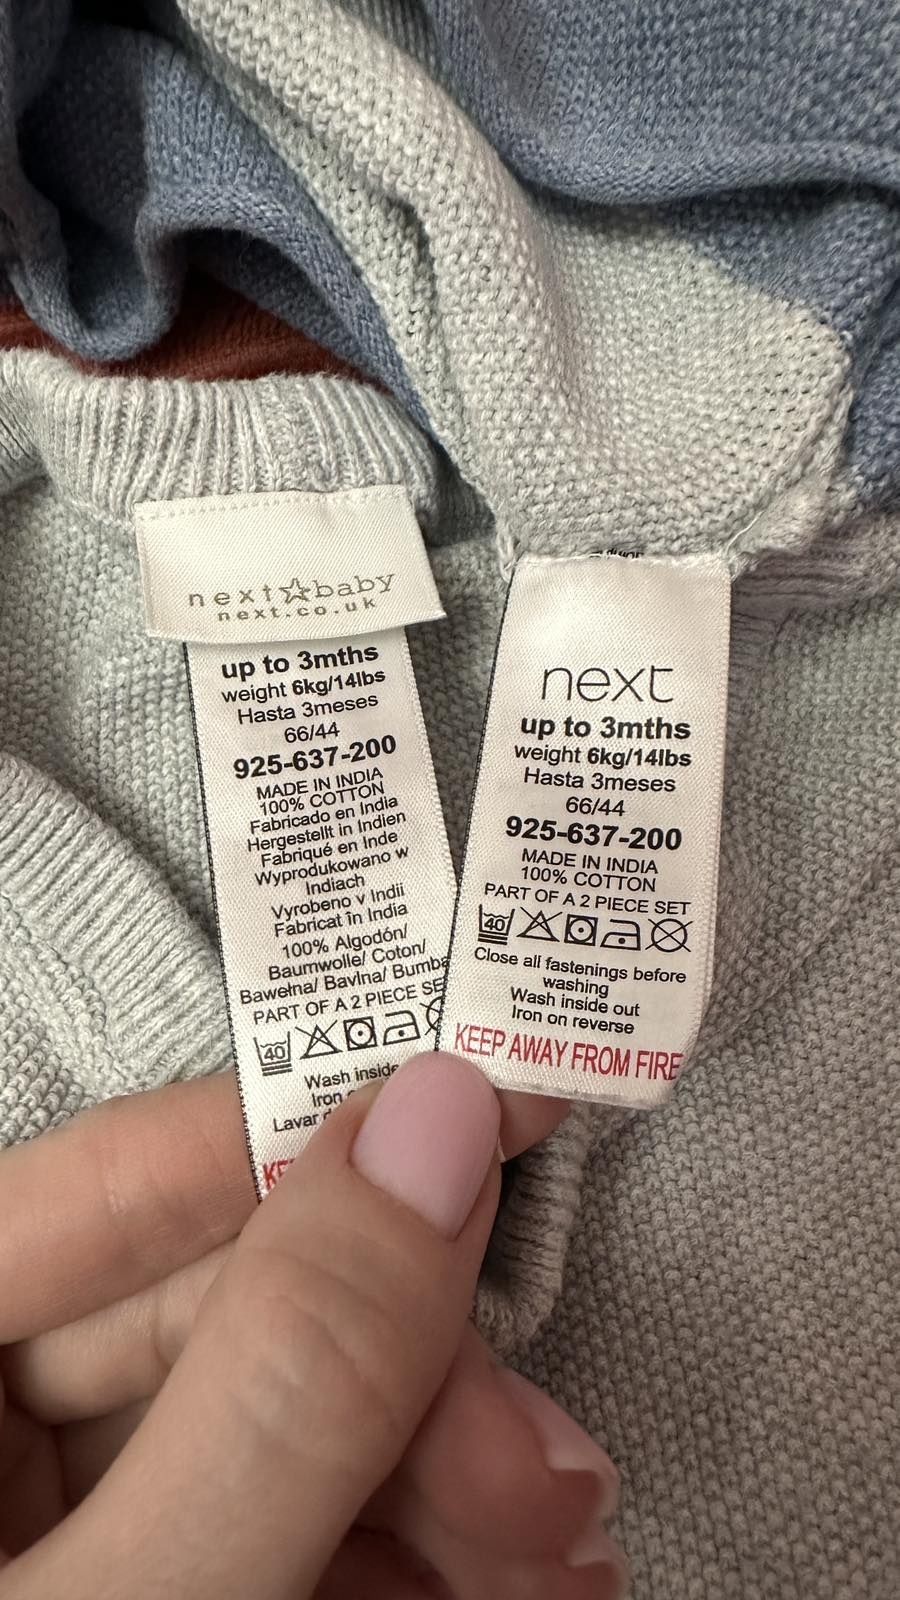 next☆baby
next.co.uk
up to 3mths
weight 6kg/14lbs
Hasta 3meses
66/44
925-637-200
MADE IN INDIA
100% COTTON
Fabricado en India
Hergestellt in Indien
Fabriqué en Inde
Wyprodukowano w
Indiach
Vyrobeno v Indii
Fabricat în India
100% Algodón/
Baumwolle/ Coton/
Bawełna/ Bavlna/ Bumba
PART OF A 2 PIECE SE
40
Wash inside
Iron
Lavar
next
up to 3mths
weight 6kg/14lbs
Hasta 3meses
66/44
925-637-200
MADE IN INDIA
100% COTTON
PART OF A 2 PIECE SET
40
Close all fastenings before
washing
Wash inside out
Iron on reverse
KEEP AWAY FROM FIRE